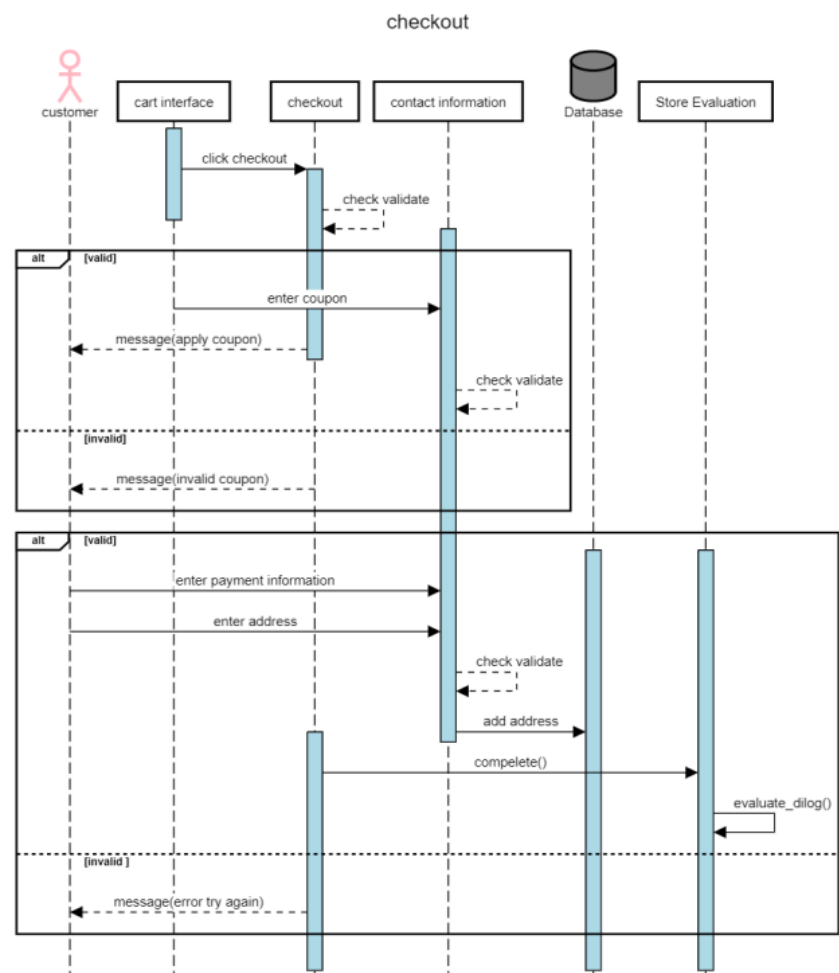 checkout
customer
cart interface
checkout
contact information
Database
Store Evaluation
click checkout
check validate
alt
[valid]
enter coupon
message(apply coupon)
check validate
[invalid]
message(invalid coupon)
alt
[valid]
enter payment information
enter address
check validate
add address
compelete()
evaluate_dilog()
[invalid ]
message(error try again)